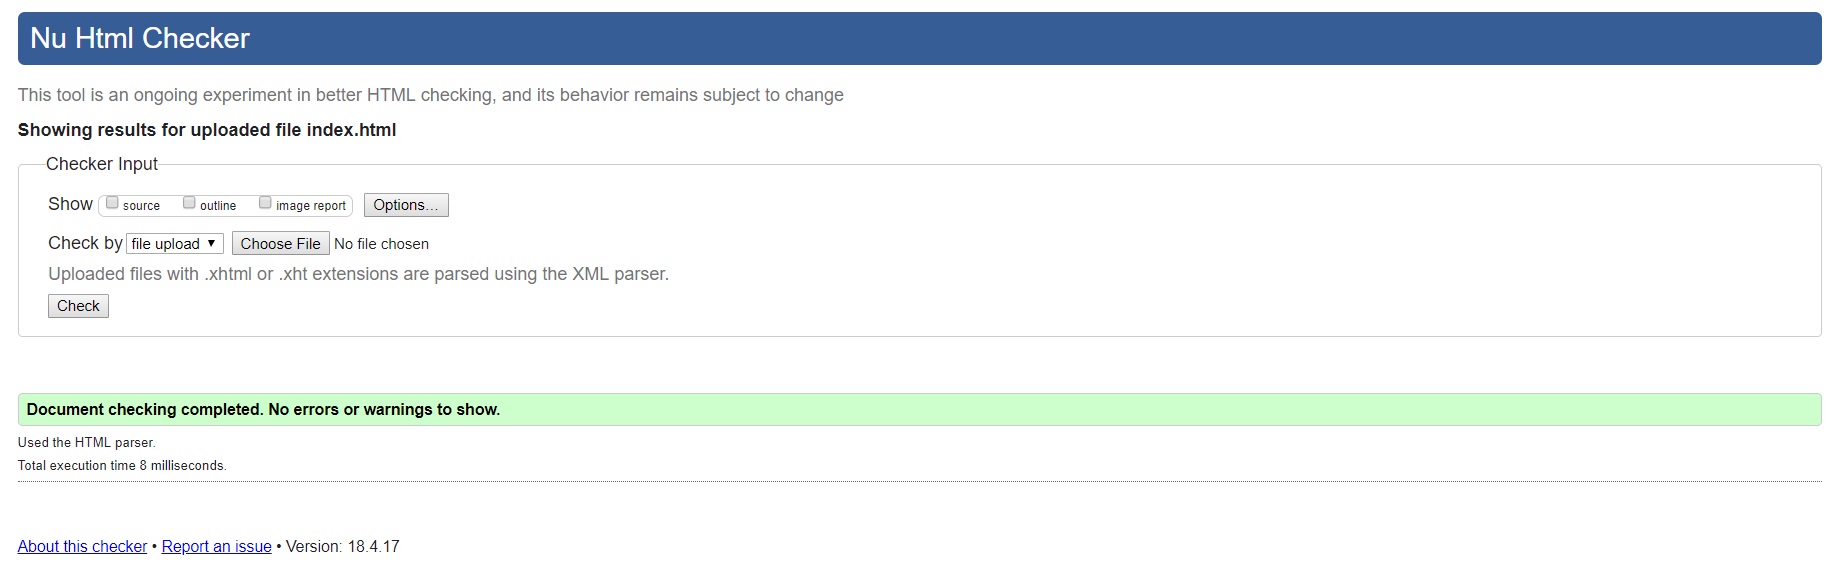 Nu Html Checker
This tool is an ongoing experiment in better HTML checking, and its behavior remains subject to change
Showing results for uploaded file index.html
Checker Input
Show source outline image report Options...
Check by file upload ▼ Choose File No file chosen
Uploaded files with .xhtml or .xht extensions are parsed using the XML parser.
Check
Document checking completed. No errors or warnings to show.
Used the HTML parser.
Total execution time 8 milliseconds.
About this checker • Report an issue • Version: 18.4.17